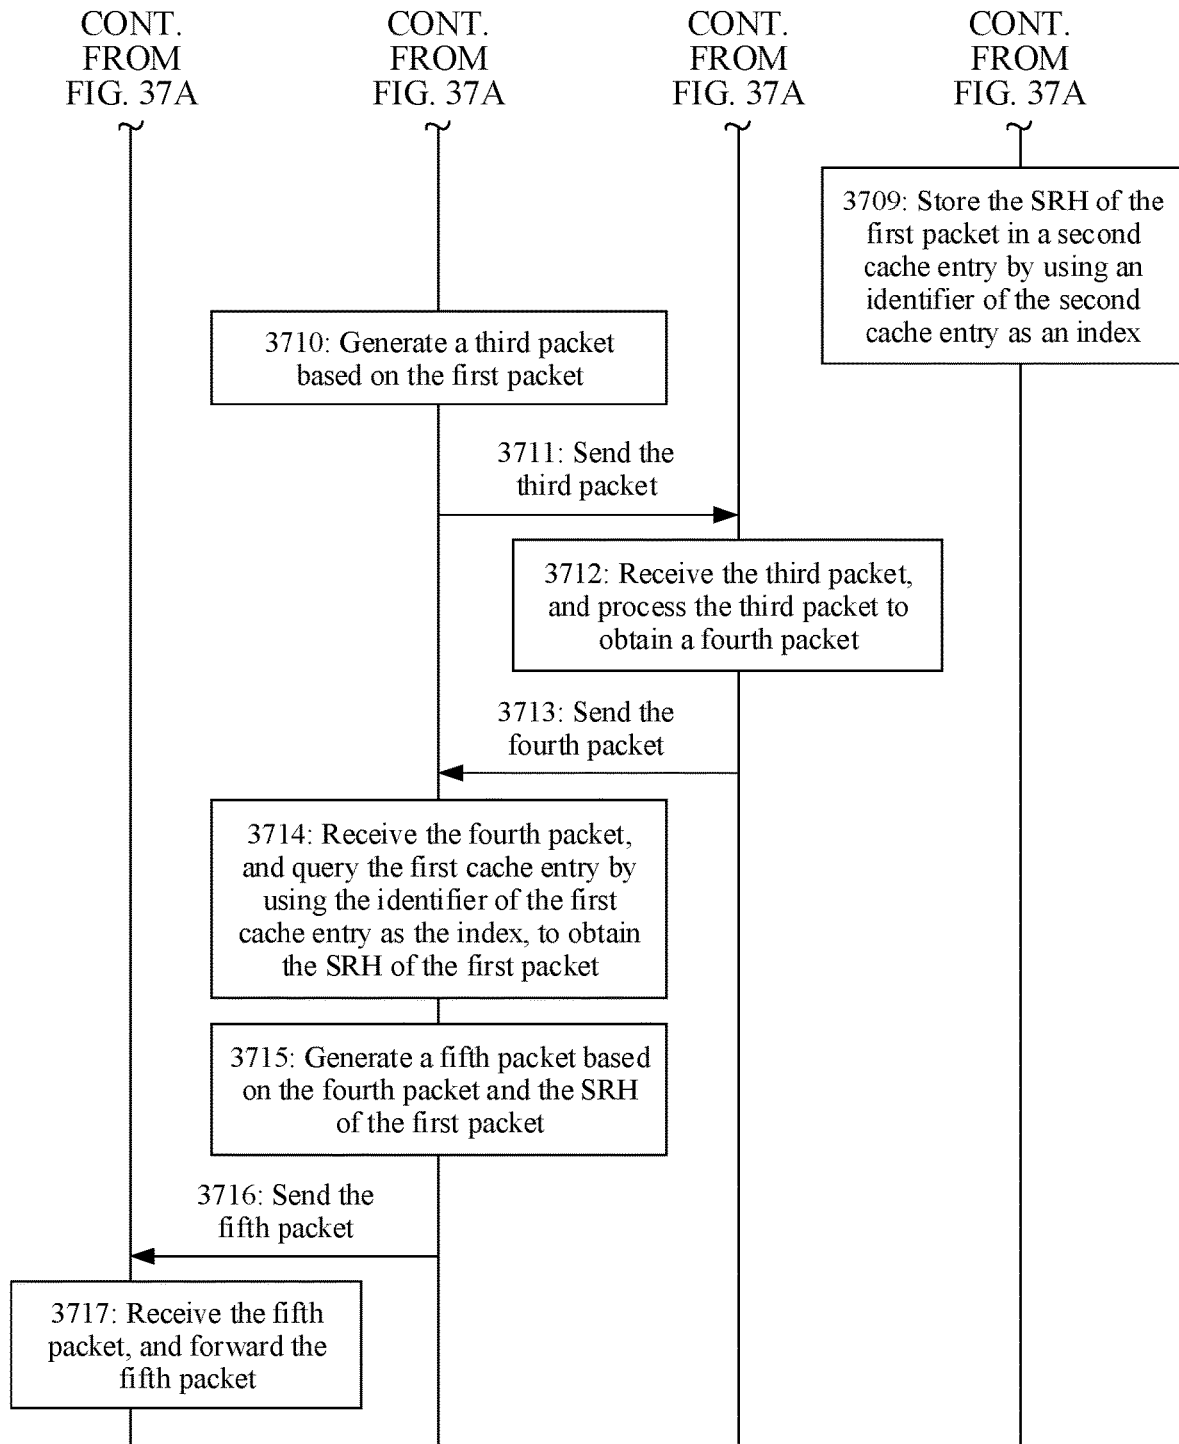 CONT.
FROM
FIG. 37A
CONT.
FROM
FIG. 37A
CONT.
FROM
FIG. 37A
CONT.
FROM
FIG. 37A
3709: Store the SRH of the
first packet in a second
cache entry by using an
identifier of the second
cache entry as an index
3710: Generate a third packet
based on the first packet
3711: Send the
third packet
3712: Receive the third packet,
and process the third packet to
obtain a fourth packet
3713: Send the
fourth packet
3714: Receive the fourth packet,
and query the first cache entry by
using the identifier of the first
cache entry as the index, to obtain
the SRH of the first packet
3715: Generate a fifth packet based
on the fourth packet and the SRH
of the first packet
3716: Send the
fifth packet
3717: Receive the fifth
packet, and forward the
fifth packet